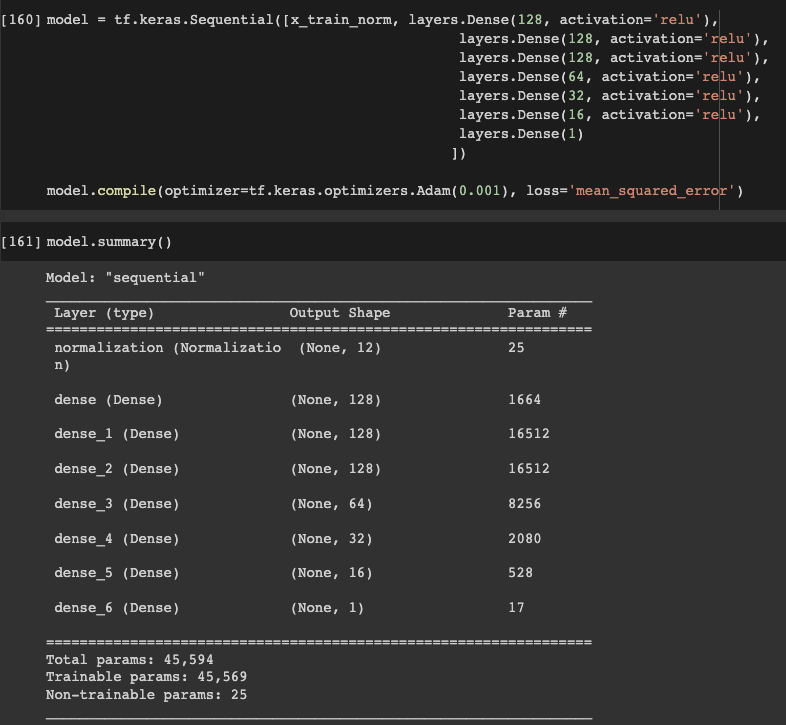 [160] model = tf.keras.Sequential([x_train_norm, layers.Dense(128, activation='relu'),
layers.Dense(128, activation='relu'),
layers.Dense(128, activation='relu'),
layers.Dense(64, activation='relu'),
layers.Dense(32, activation='relu'),
layers.Dense(16, activation='relu'),
layers.Dense(1)
])
model.compile(optimizer=tf.keras.optimizers.Adam(0.001), loss='mean_squared_error')
[161] model.summary()
Model: "sequential"
Layer (type) Output Shape Param #
=================================================================
normalization (Normalizatio (None, 12) 25
n)
dense (Dense) (None, 128) 1664
dense_1 (Dense) (None, 128) 16512
dense_2 (Dense) (None, 128) 16512
dense_3 (Dense) (None, 64) 8256
dense_4 (Dense) (None, 32) 2080
dense_5 (Dense) (None, 16) 528
dense_6 (Dense) (None, 1) 17
=================================================================
Total params: 45,594
Trainable params: 45,569
Non-trainable params: 25